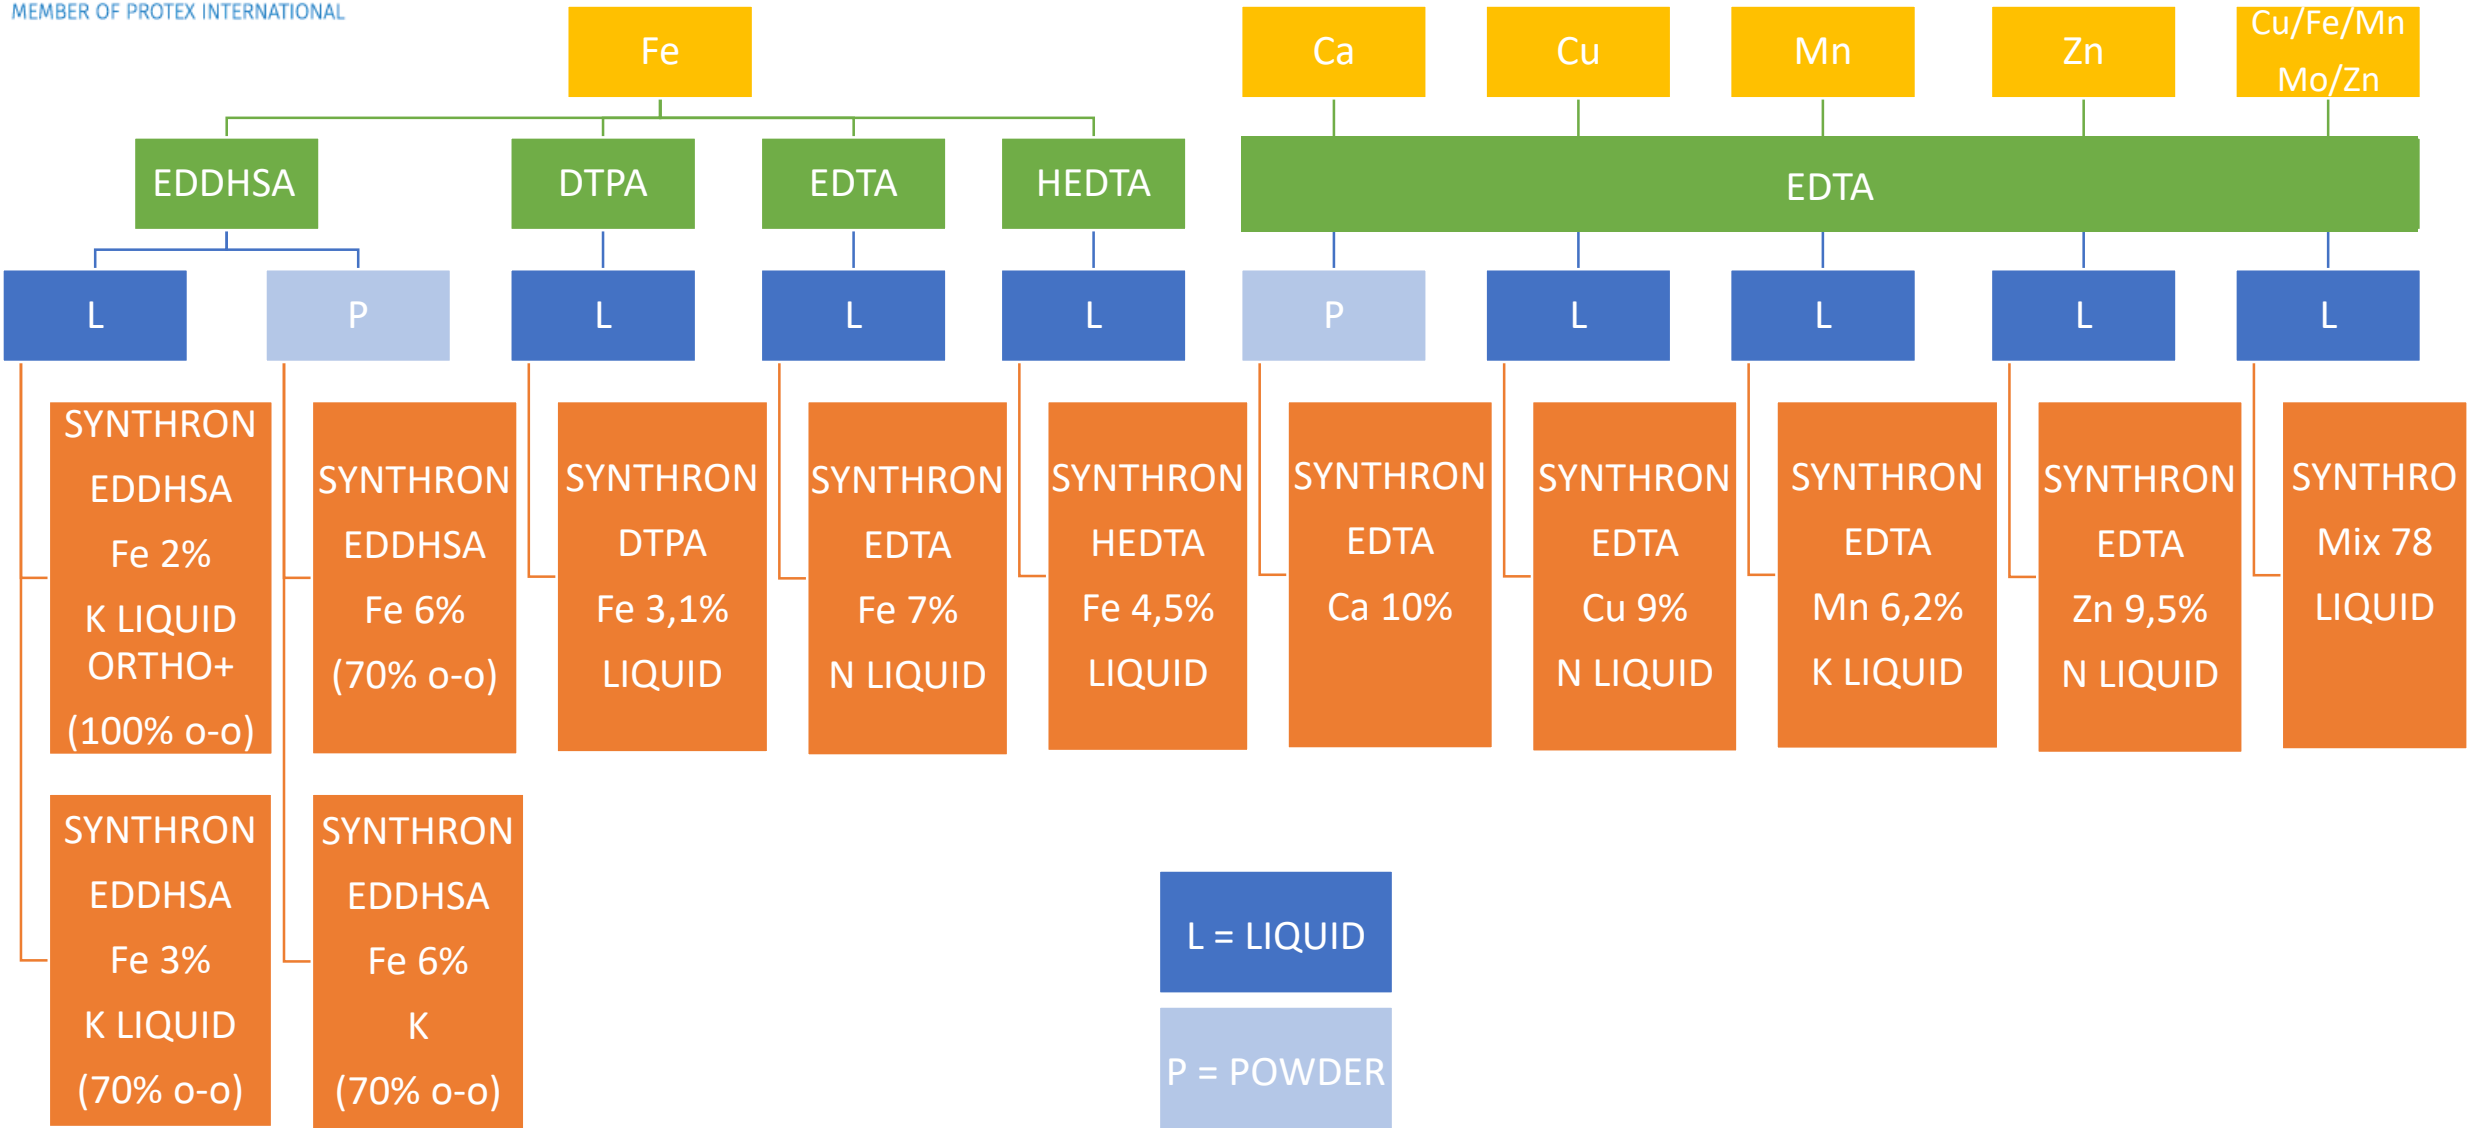 MEMBER OF PROTEX INTERNATIONAL
Fe
Ca
Cu
Mn
Zn
Cu/Fe/Mn
Mo/Zn
EDDHSA
DTPA
EDTA
HEDTA
EDTA
L
P
L
L
L
P
L
L
L
L
SYNTHRON
EDDHSA
Fe 2%
K LIQUID
ORTHO+
(100% o-o)
SYNTHRON
EDDHSA
Fe 6%
(70% o-o)
SYNTHRON
DTPA
Fe 3,1%
LIQUID
SYNTHRON
EDTA
Fe 7%
N LIQUID
SYNTHRON
HEDTA
Fe 4,5%
LIQUID
SYNTHRON
EDTA
Ca 10%
SYNTHRON
EDTA
Cu 9%
N LIQUID
SYNTHRON
EDTA
Mn 6,2%
K LIQUID
SYNTHRON
EDTA
Zn 9,5%
N LIQUID
SYNTHRO
Mix 78
LIQUID
SYNTHRON
EDDHSA
Fe 3%
K LIQUID
(70% o-o)
SYNTHRON
EDDHSA
Fe 6%
K
(70% o-o)
L = LIQUID
P = POWDER